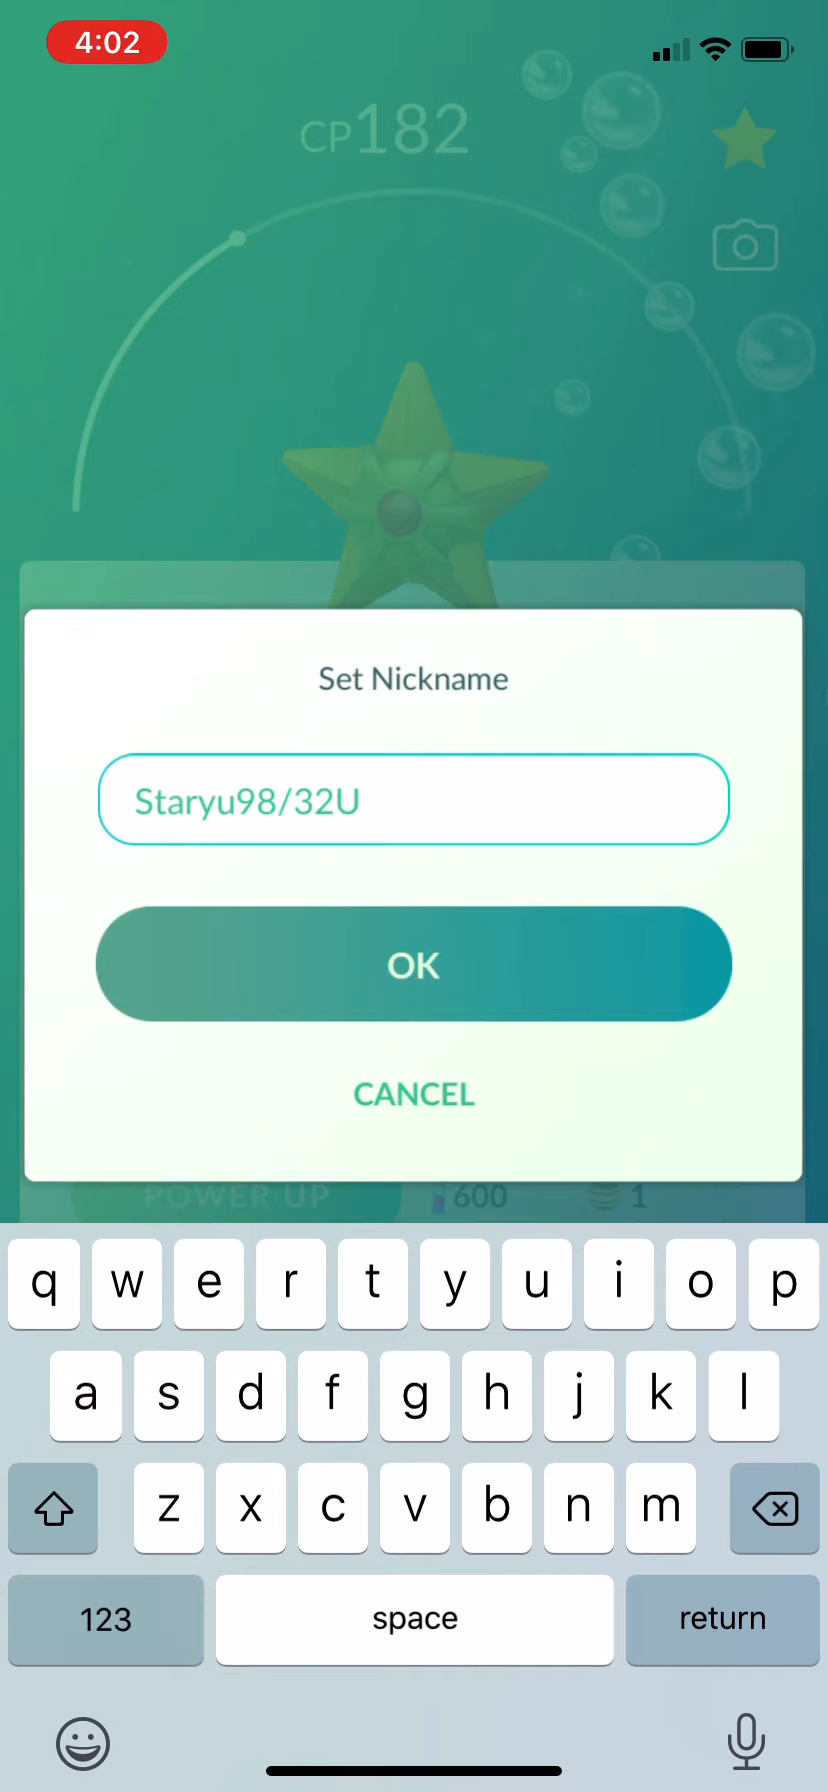 4:02
CP182
Set Nickname
Staryu98/32U
OK
CANCEL
POWER UP 600 1
q w e r t y u i o p
a s d f g h j k l
z x c v b n m
123 space return